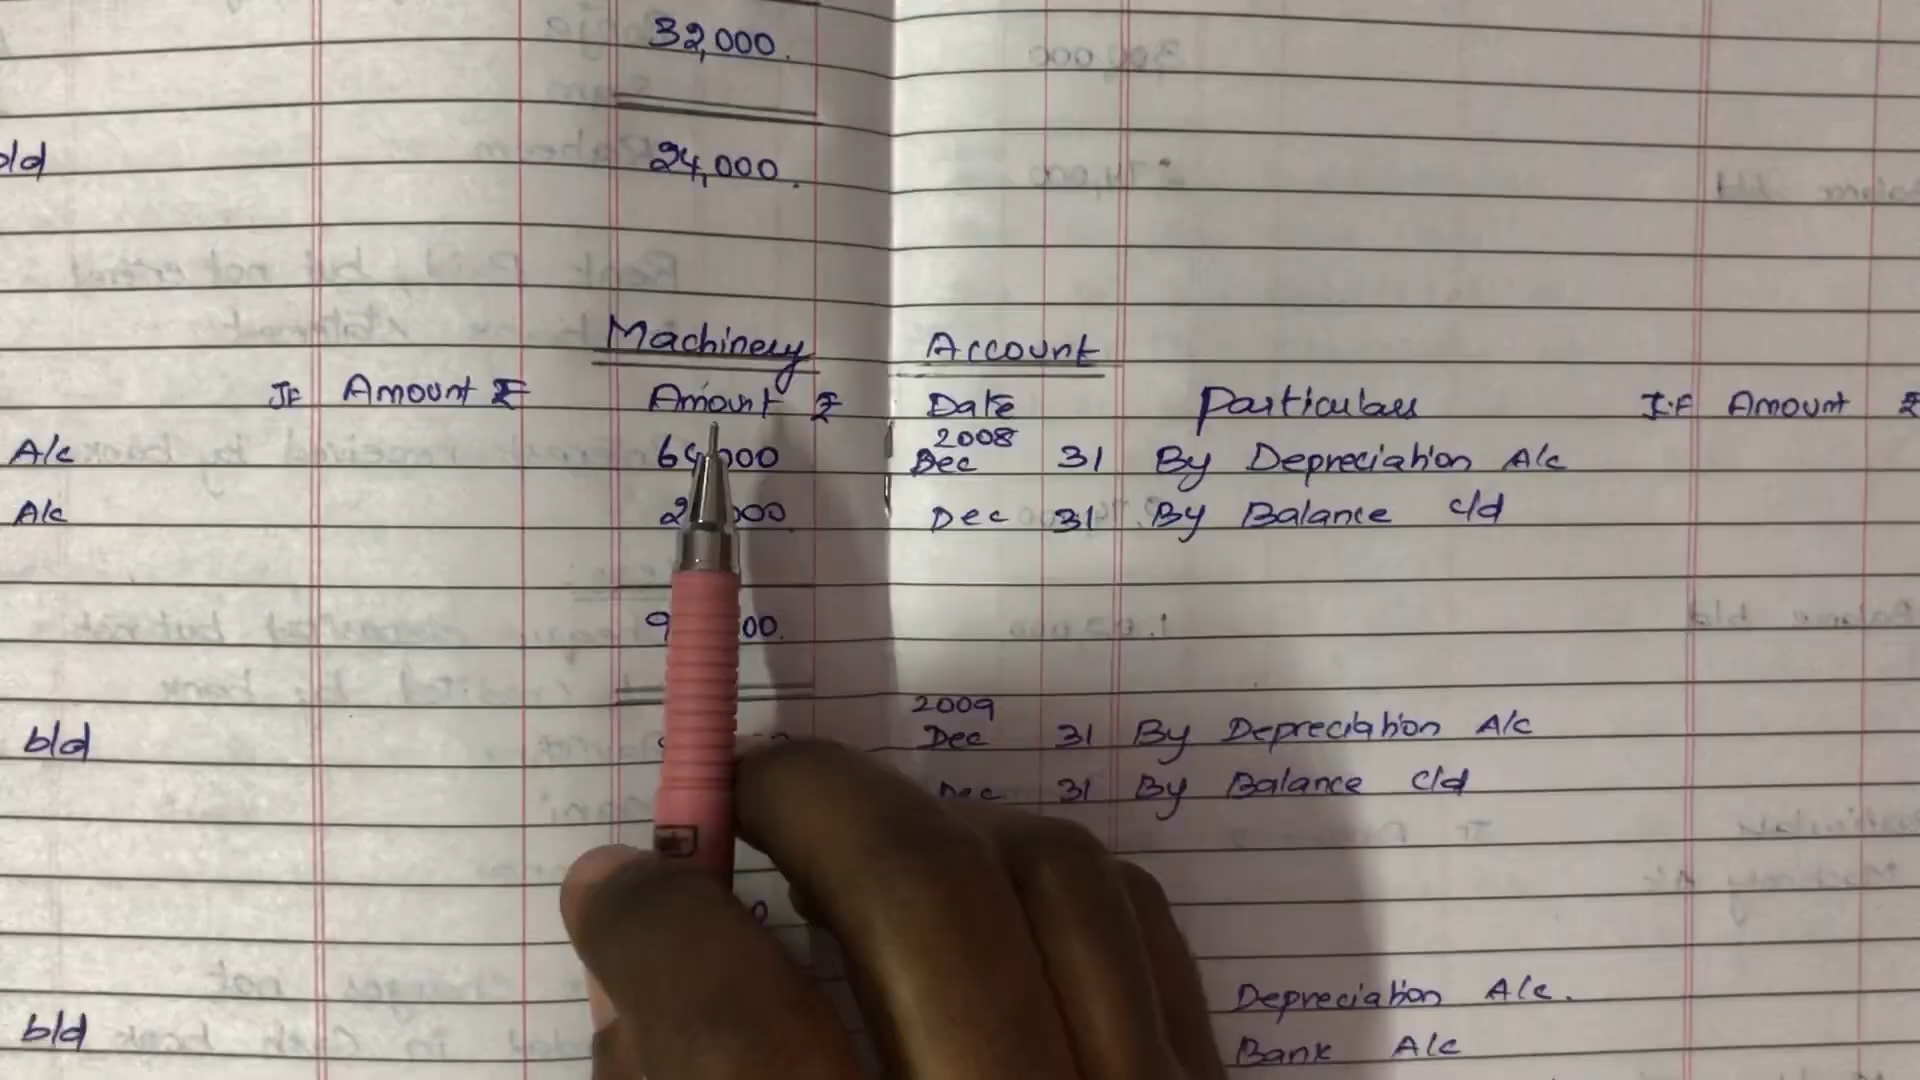 32,000.
b/d 24,000.
Machinery Account
JF Amount ₹ Amount ₹ Date Particulars J.F Amount ₹
2008
A/c Dec 31 By Depreciation A/c
A/c Dec 31 By Balance c/d
2009
b/d Dec 31 By Depreciation A/c
Dec 31 By Balance c/d
Depreciation A/c.
b/d Bank A/c